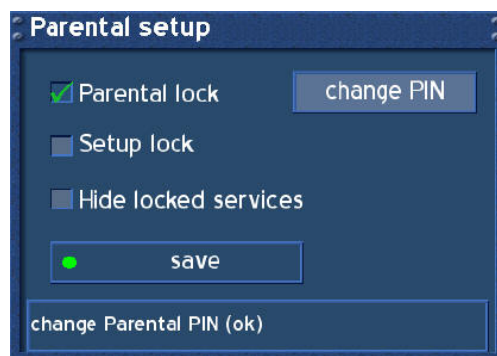 Parental setup
Parental lock
change PIN
Setup lock
Hide locked services
save
change Parental PIN (ok)